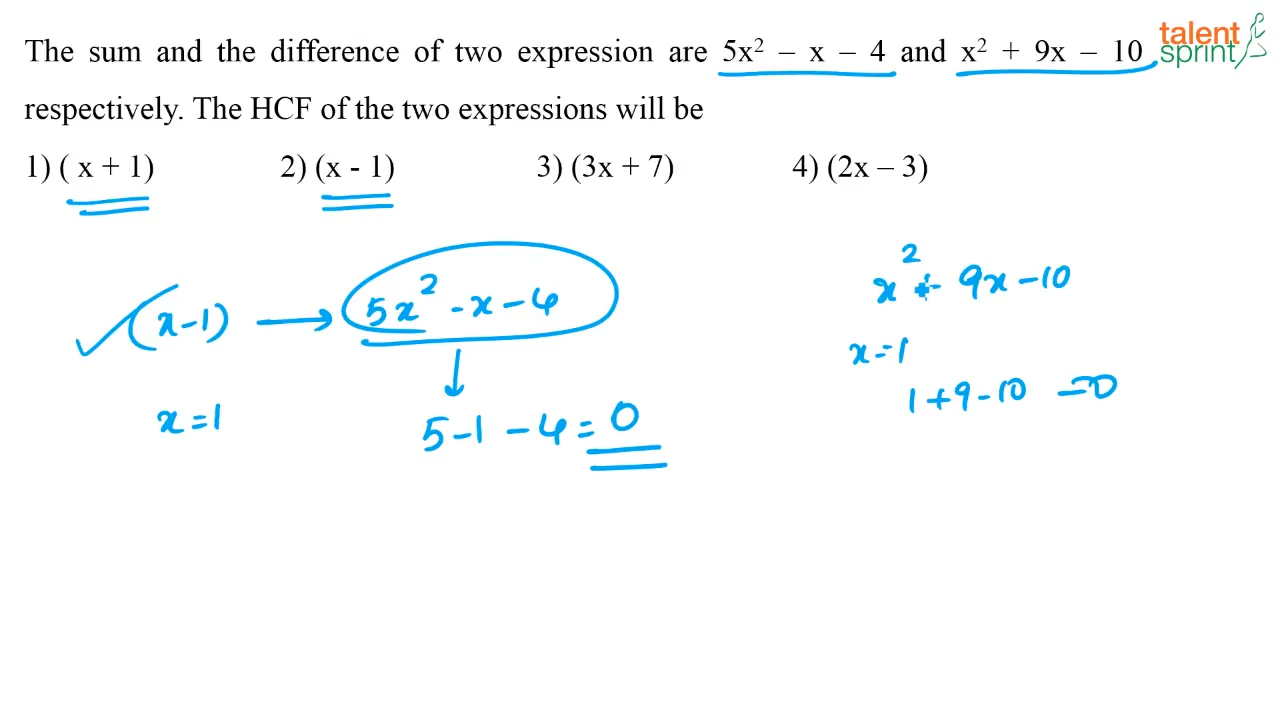 talent
sprint
The sum and the difference of two expression are 5x² – x – 4 and x² + 9x – 10
respectively. The HCF of the two expressions will be
1) ( x + 1) 2) (x - 1) 3) (3x + 7) 4) (2x – 3)
(x-1) → 5x² - x - 4
x² + 9x - 10
x = 1
x = 1
5 - 1 - 4 = 0
1 + 9 - 10 = 0